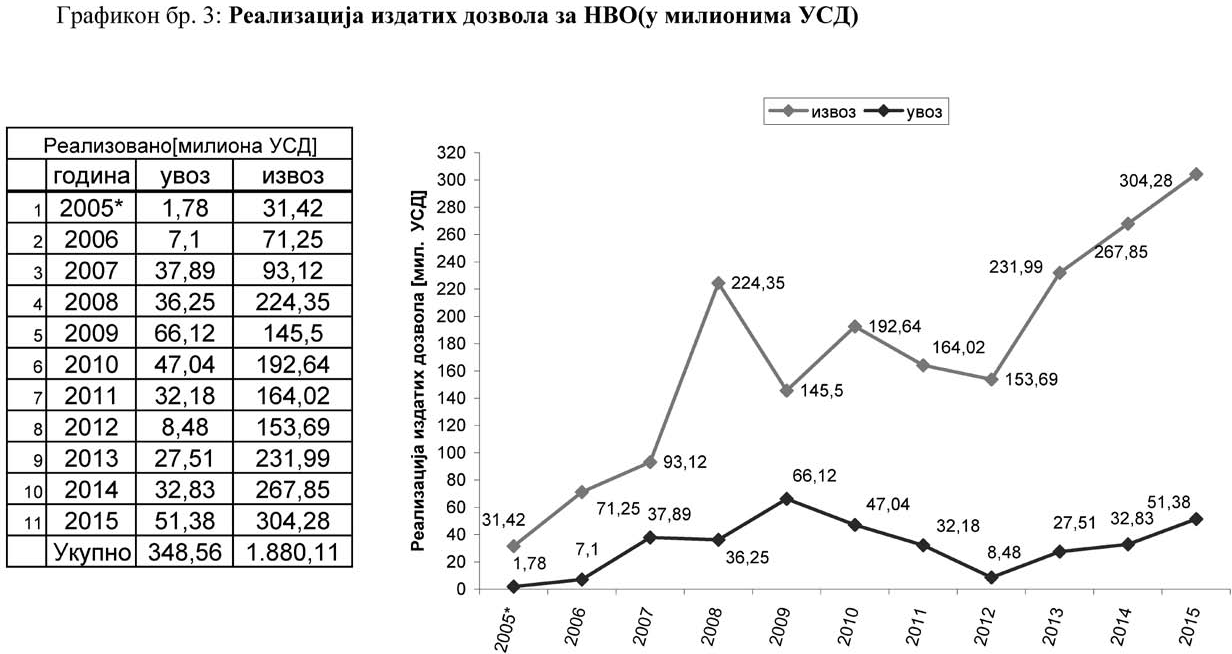 Графикон бр. 3: Реализација издатих дозвола за НВО(у милионима УСД)
Реализовано[милиона УСД]
година увоз извоз
1 2005* 1,78 31,42
2 2006 7,1 71,25
3 2007 37,89 93,12
4 2008 36,25 224,35
5 2009 66,12 145,5
6 2010 47,04 192,64
7 2011 32,18 164,02
8 2012 8,48 153,69
9 2013 27,51 231,99
10 2014 32,83 267,85
11 2015 51,38 304,28
Укупно 348,56 1.880,11
извоз увоз
Реализација издатих дозвола [мил. УСД]
320
300
280
260
240
220
200
180
160
140
120
100
80
60
40
20
0
31,42
71,25
93,12
224,35
145,5
192,64
164,02
153,69
231,99
267,85
304,28
1,78
7,1
37,89
36,25
66,12
47,04
32,18
8,48
27,51
32,83
51,38
2005* 2006 2007 2008 2009 2010 2011 2012 2013 2014 2015